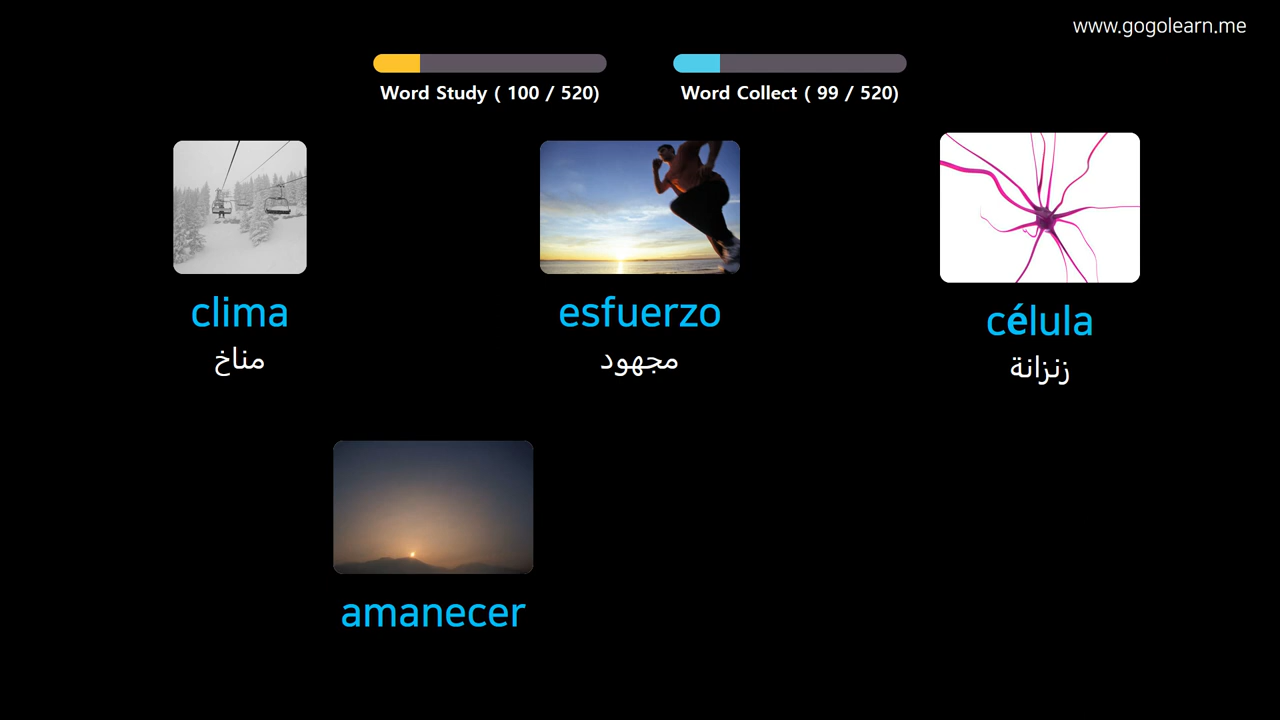 www.gogolearn.me
Word Study ( 100 / 520)
Word Collect ( 99 / 520)
clima
مناخ
esfuerzo
مجهود
célula
زنزانة
amanecer